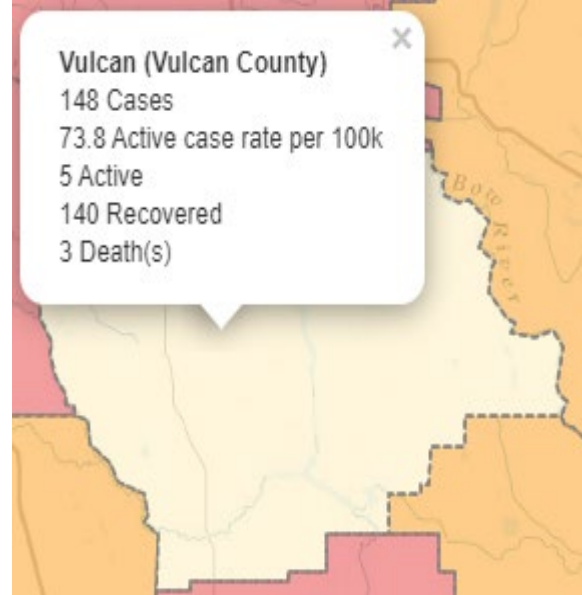 ×
Vulcan (Vulcan County)
148 Cases
73.8 Active case rate per 100k
5 Active
140 Recovered
3 Death(s)
Bow River